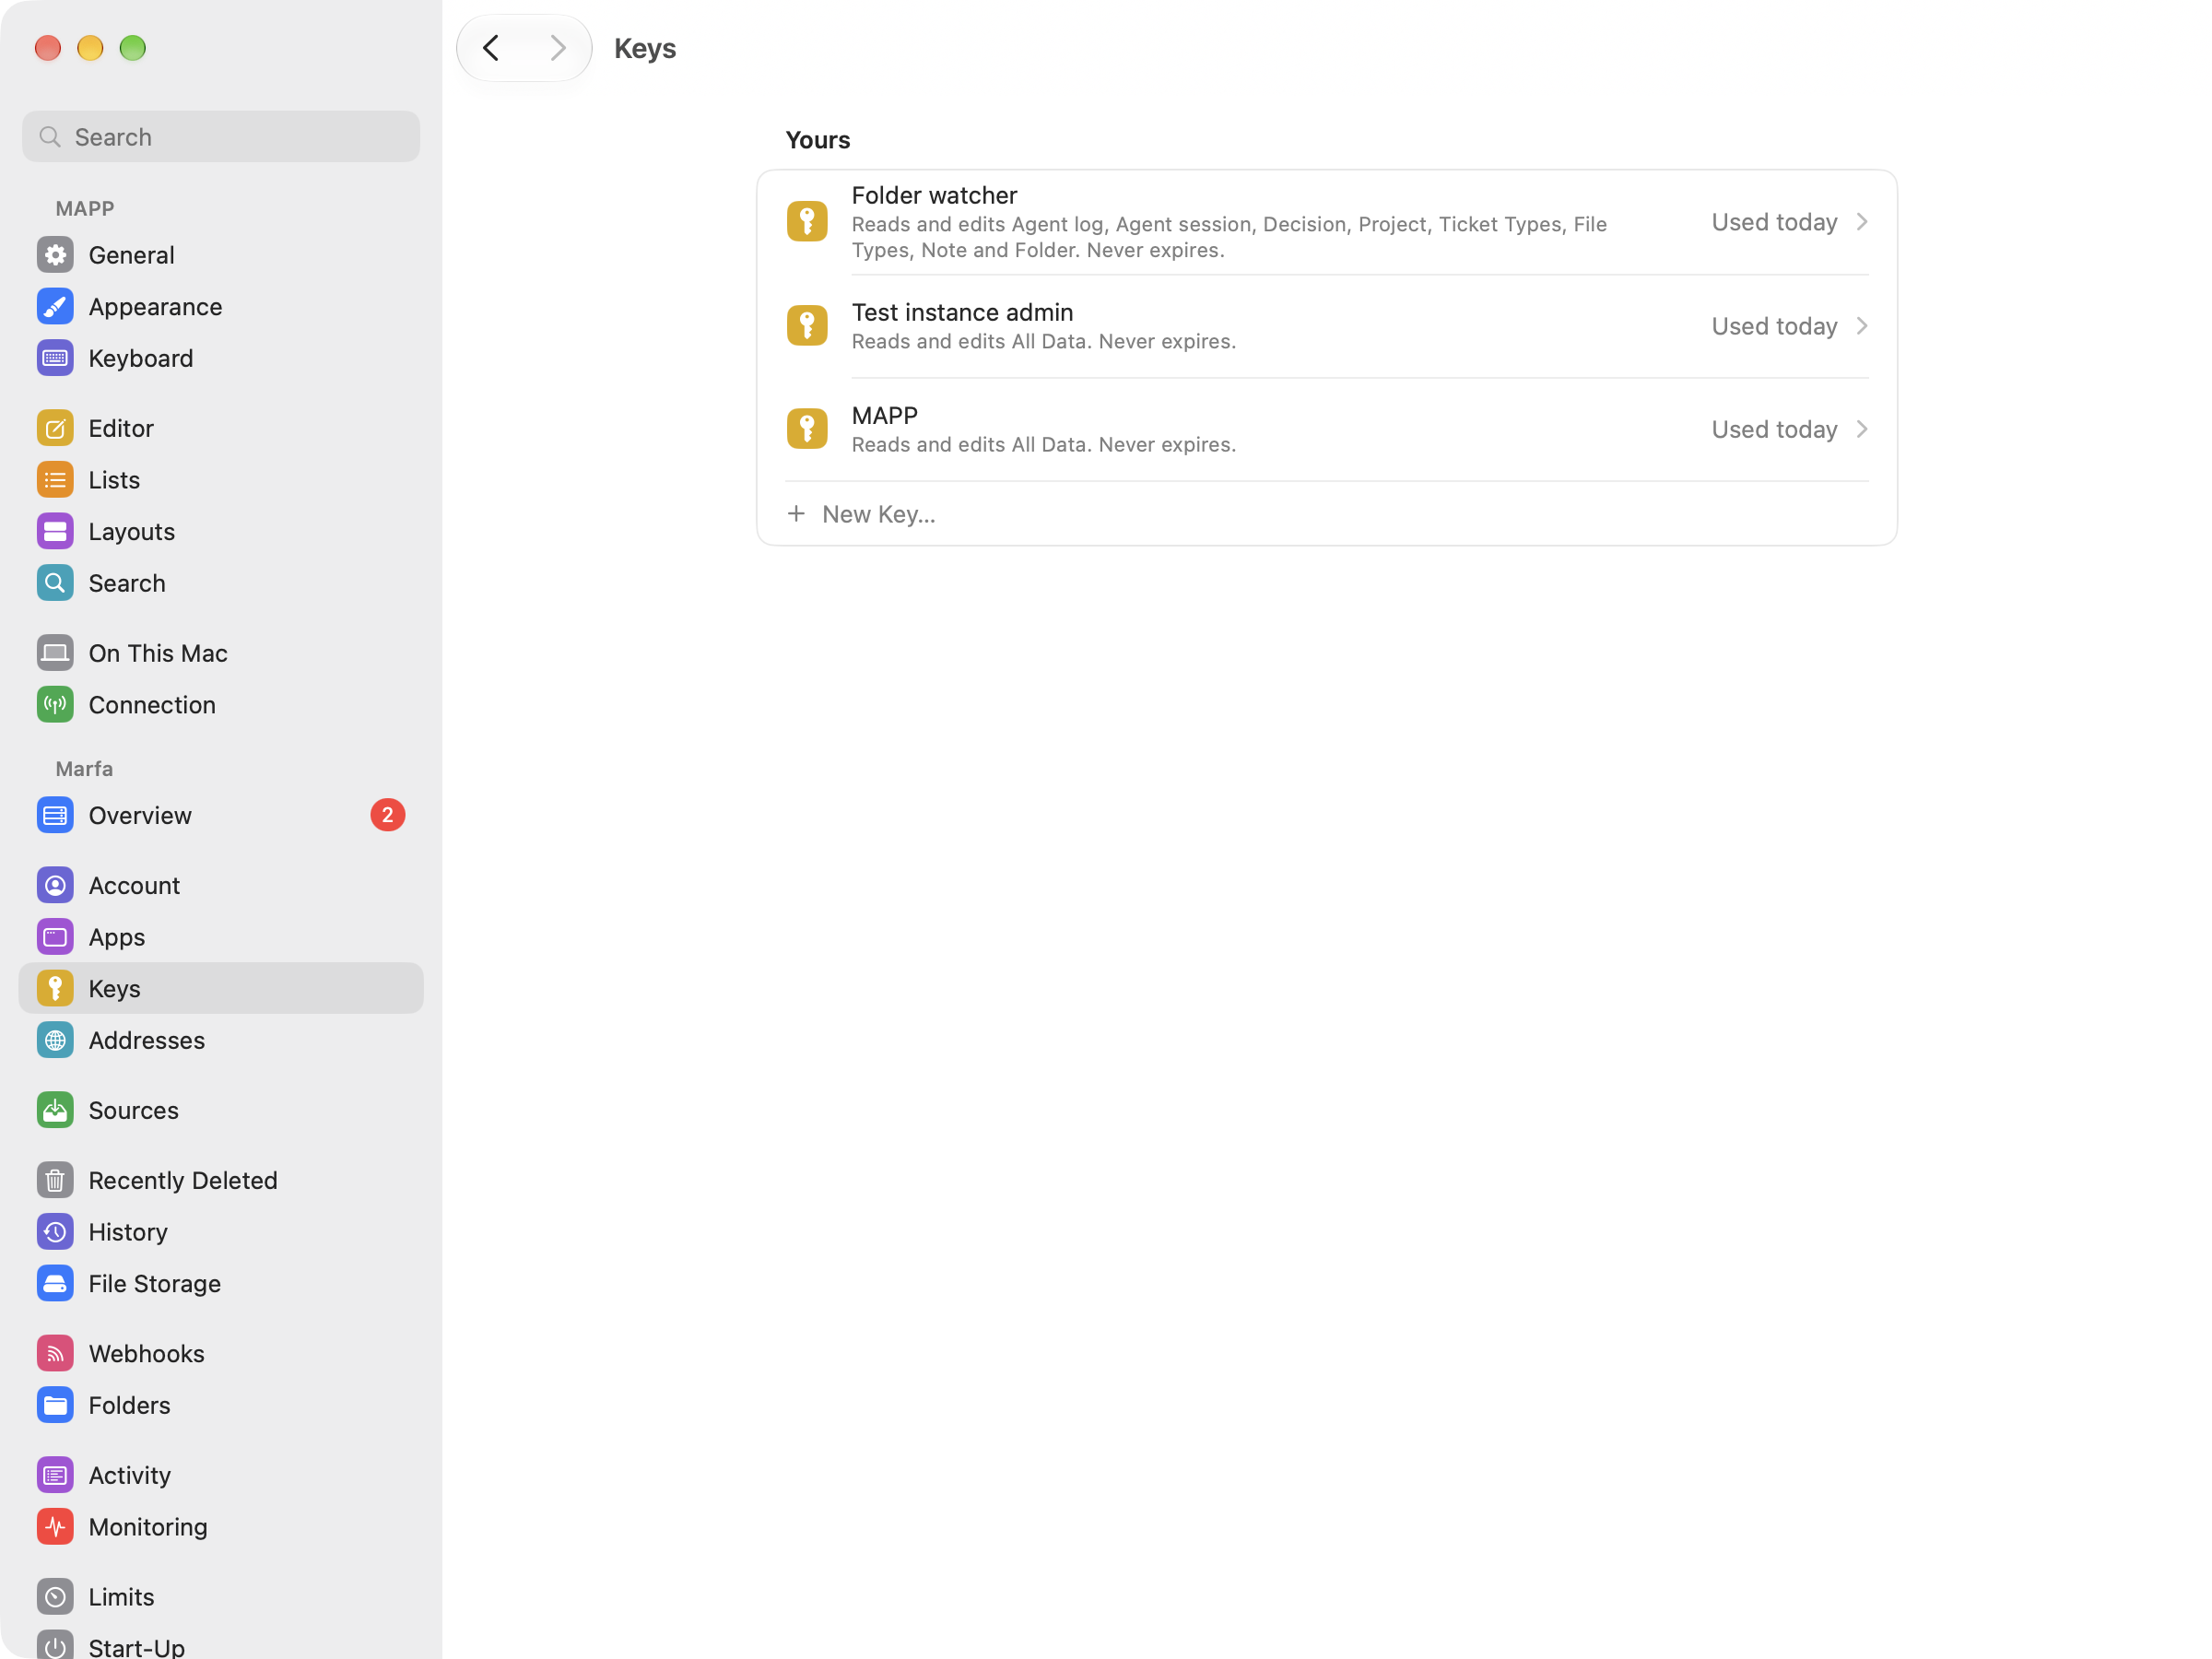 Keys
Search
MAPP
General
Appearance
Keyboard
Editor
Lists
Layouts
Search
On This Mac
Connection
Marfa
Overview
2
Account
Apps
Keys
Addresses
Sources
Recently Deleted
History
File Storage
Webhooks
Folders
Activity
Monitoring
Limits
Start-Up
Yours
Folder watcher
Reads and edits Agent log, Agent session, Decision, Project, Ticket Types, File
Types, Note and Folder. Never expires.
Used today
Test instance admin
Reads and edits All Data. Never expires.
Used today
MAPP
Reads and edits All Data. Never expires.
Used today
New Key...